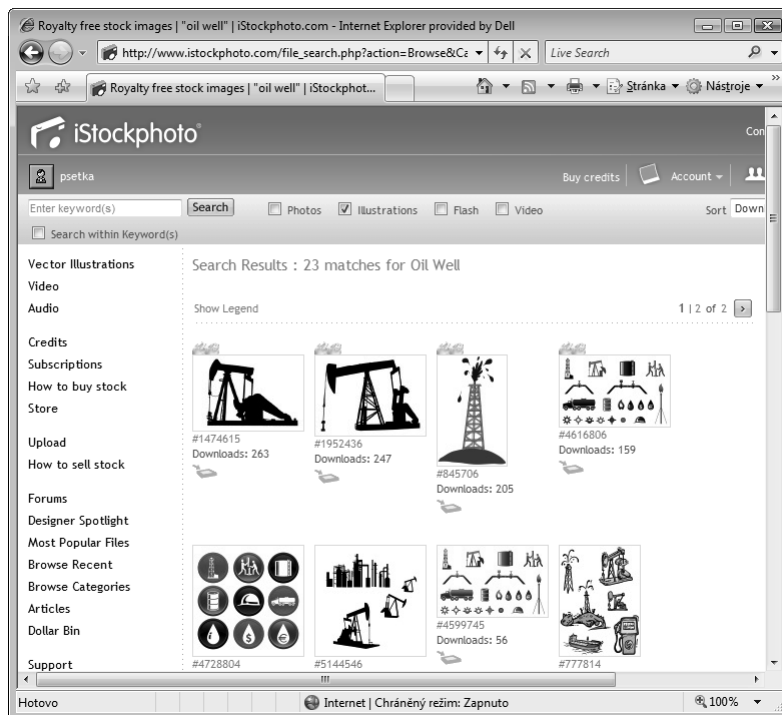 Royalty free stock images | "oil well" | iStockphoto.com - Internet Explorer provided by Dell
http://www.istockphoto.com/file_search.php?action=Browse&Ca
Live Search
Royalty free stock images | "oil well" | iStockphot...
Stránka
Nástroje
iStockphoto
Con
psetka
Buy credits
Account
Enter keyword(s)
Search
Photos
Illustrations
Flash
Video
Sort
Down
Search within Keyword(s)
Vector Illustrations
Video
Audio
Credits
Subscriptions
How to buy stock
Store
Upload
How to sell stock
Forums
Designer Spotlight
Most Popular Files
Browse Recent
Browse Categories
Articles
Dollar Bin
Support
Search Results : 23 matches for Oil Well
Show Legend
1 | 2 of 2
#1474615
Downloads: 263
#1952436
Downloads: 247
#845706
Downloads: 205
#4616806
Downloads: 159
#4728804
#5144546
#4599745
Downloads: 56
#777814
Hotovo
Internet | Chráněný režim: Zapnuto
100%